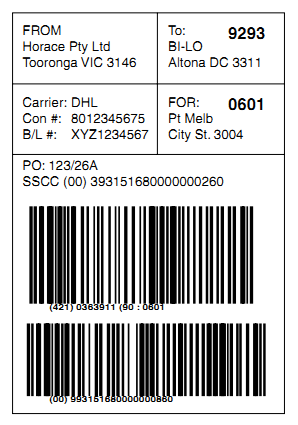 FROM
Horace Pty Ltd
Tooronga VIC 3146
To: 9293
BI-LO
Altona DC 3311
Carrier: DHL
Con #: 8012345675
B/L #: XYZ1234567
FOR: 0601
Pt Melb
City St. 3004
PO: 123/26A
SSCC (00) 393151680000000260
(421) 0363911 (90 : 0601
(00) 993151680000000860